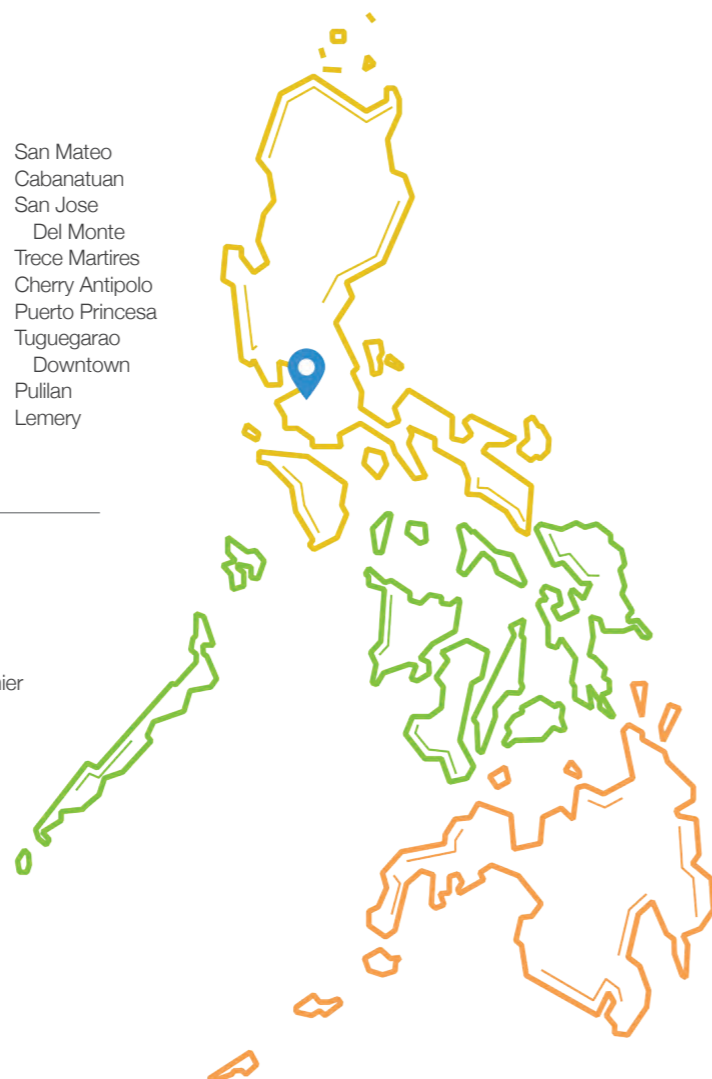 San Mateo
Cabanatuan
San Jose
Del Monte
Trece Martires
Cherry Antipolo
Puerto Princesa
Tuguegarao
Downtown
Pulilan
Lemery